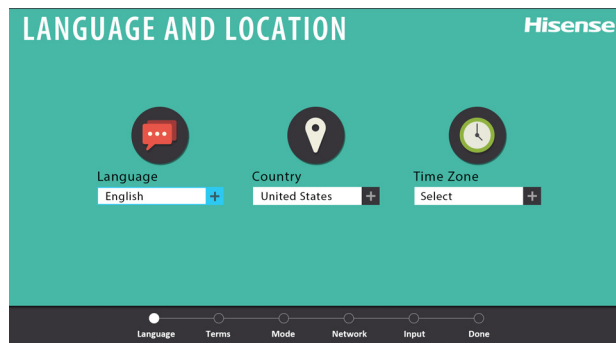 LANGUAGE AND LOCATION
Hisense
Language
Country
Time Zone
English
United States
Select
Language Terms Mode Network Input Done